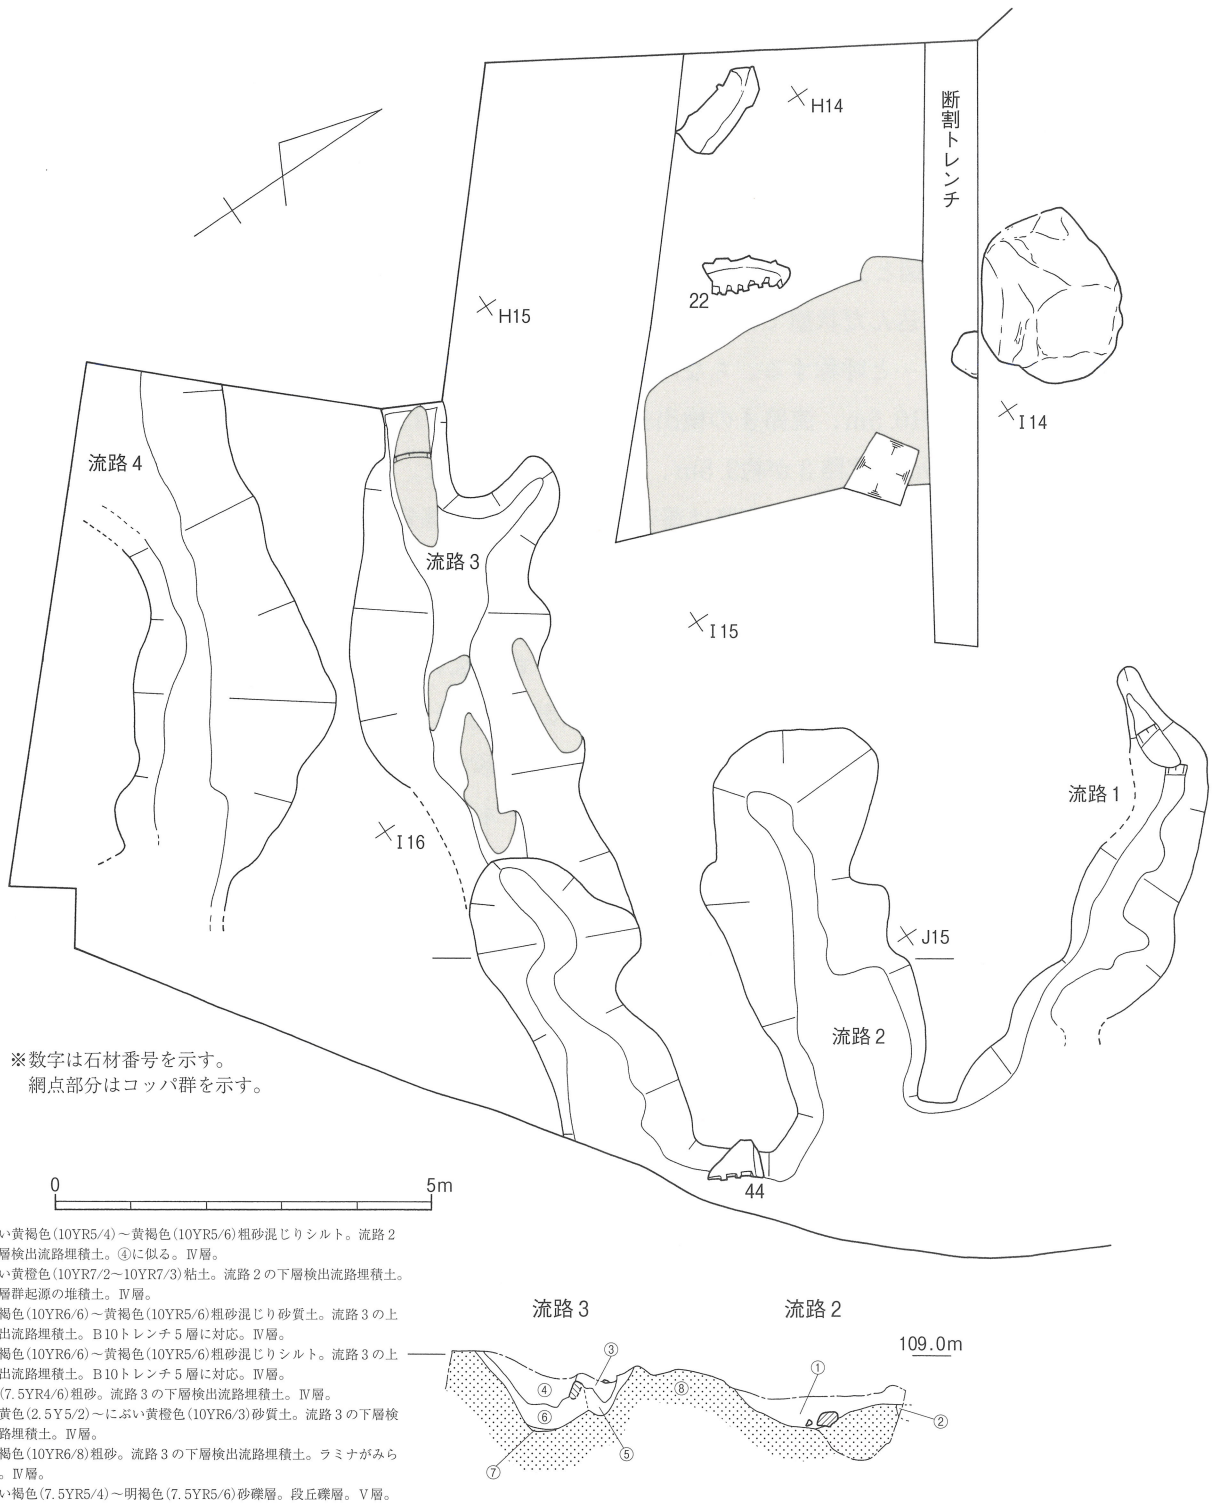 H14
断割トレンチ
22
H15
I14
流路4
流路3
I15
流路1
I16
J15
流路2
※数字は石材番号を示す。
網点部分はコッパ群を示す。
44
0 5m
い黄褐色(10YR5/4)～黄褐色(10YR5/6)粗砂混じりシルト。流路2
層検出流路埋積土。④に似る。Ⅳ層。
い黄橙色(10YR7/2～10YR7/3)粘土。流路2の下層検出流路埋積土。
層群起源の堆積土。Ⅳ層。
褐色(10YR6/6)～黄褐色(10YR5/6)粗砂混じり砂質土。流路3の上
出流路埋積土。B10トレンチ5層に対応。Ⅳ層。
褐色(10YR6/6)～黄褐色(10YR5/6)粗砂混じりシルト。流路3の上
出流路埋積土。B10トレンチ5層に対応。Ⅳ層。
(7.5YR4/6)粗砂。流路3の下層検出流路埋積土。Ⅳ層。
黄色(2.5Y5/2)～にぶい黄橙色(10YR6/3)砂質土。流路3の下層検
路埋積土。Ⅳ層。
褐色(10YR6/8)粗砂。流路3の下層検出流路埋積土。ラミナがみら
。Ⅳ層。
い褐色(7.5YR5/4)～明褐色(7.5YR5/6)砂礫層。段丘礫層。Ⅴ層。
流路3
流路2
109.0m
③
①
④
⑧
⑥
②
⑤
⑦